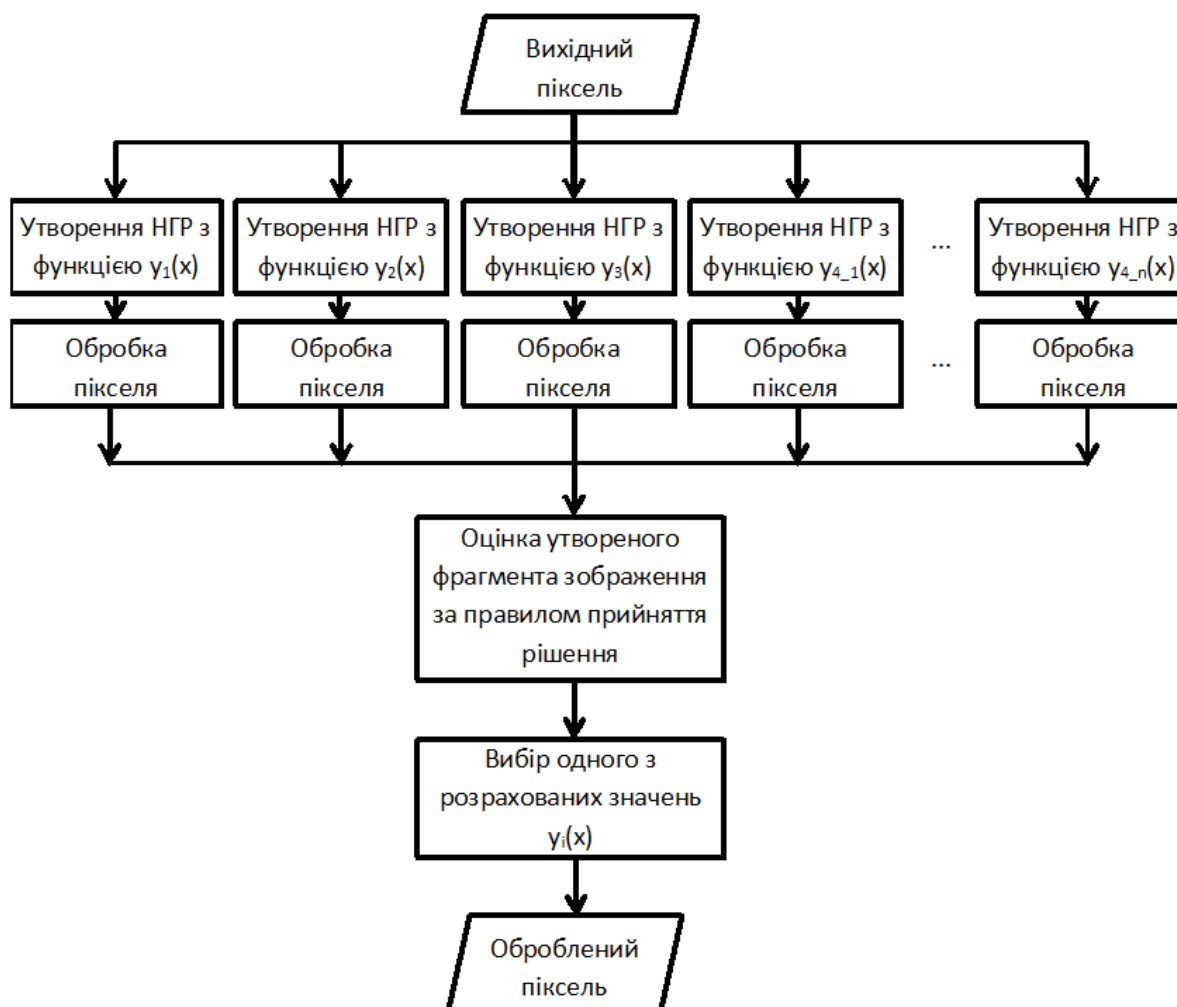 Вихідний
піксель
Утворення НГР з
функцією y₁(x)
Утворення НГР з
функцією y₂(x)
Утворення НГР з
функцією y₃(x)
Утворення НГР з
функцією y₄_₁(x)
...
Утворення НГР з
функцією y₄_ₙ(x)
Обробка
пікселя
Обробка
пікселя
Обробка
пікселя
Обробка
пікселя
...
Обробка
пікселя
Оцінка утвореного
фрагмента зображення
за правилом прийняття
рішення
Вибір одного з
розрахованих значень
yᵢ(x)
Оброблений
піксель